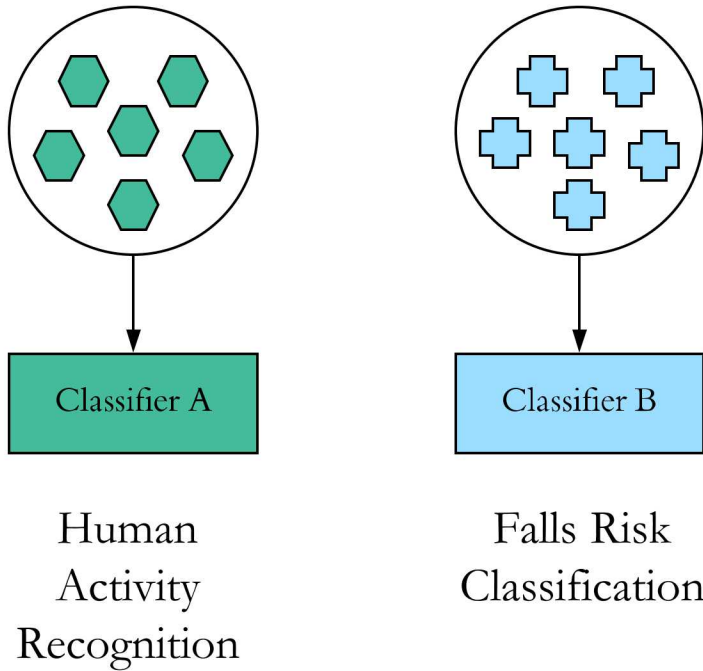 Classifier A
Classifier B
Human
Activity
Recognition
Falls Risk
Classification